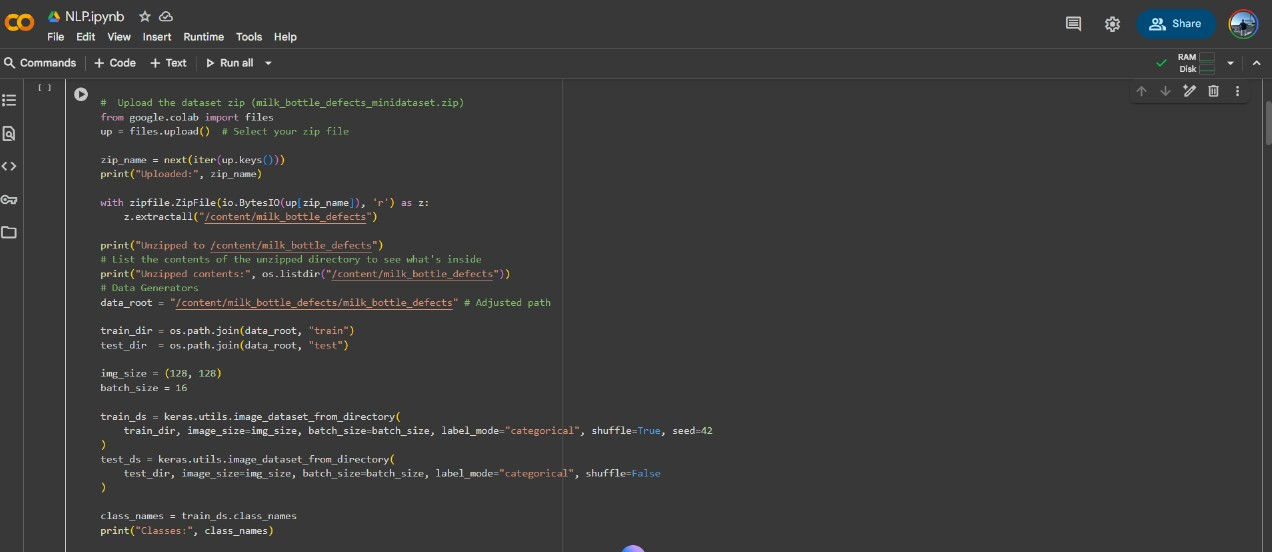 NLP.ipynb
File Edit View Insert Runtime Tools Help
Share
Commands + Code + Text Run all
RAM
Disk
[ ]
#  Upload the dataset zip (milk_bottle_defects_minidataset.zip)
from google.colab import files
up = files.upload()  # Select your zip file
zip_name = next(iter(up.keys()))
print("Uploaded:", zip_name)
with zipfile.ZipFile(io.BytesIO(up[zip_name]), 'r') as z:
    z.extractall("/content/milk_bottle_defects")
print("Unzipped to /content/milk_bottle_defects")
# List the contents of the unzipped directory to see what's inside
print("Unzipped contents:", os.listdir("/content/milk_bottle_defects"))
# Data Generators
data_root = "/content/milk_bottle_defects/milk_bottle_defects" # Adjusted path
train_dir = os.path.join(data_root, "train")
test_dir  = os.path.join(data_root, "test")
img_size = (128, 128)
batch_size = 16
train_ds = keras.utils.image_dataset_from_directory(
    train_dir, image_size=img_size, batch_size=batch_size, label_mode="categorical", shuffle=True, seed=42
)
test_ds = keras.utils.image_dataset_from_directory(
    test_dir, image_size=img_size, batch_size=batch_size, label_mode="categorical", shuffle=False
)
class_names = train_ds.class_names
print("Classes:", class_names)